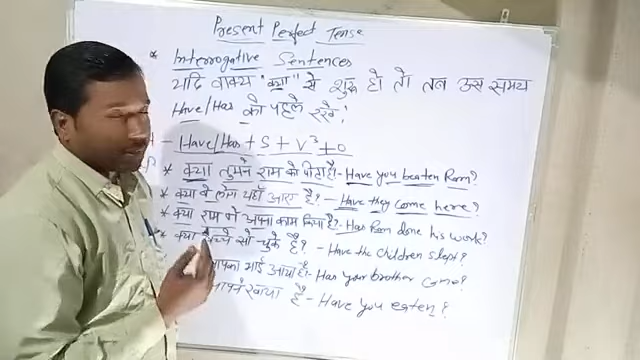 Present Perfect Tense
* Interrogative Sentences
यदि वाक्य "क्या" से शुरू हो तो तब उस समय
Have/Has को पहले रखेंगे!
- Have/Has + S + V³ + O
* क्या तुमने राम को पीटा है? - Have you beaten Ram?
* क्या वे लोग यहाँ आए हैं? - Have they come here?
* क्या राम ने अपना काम किया है? - Has Ram done his work?
* क्या बच्चे सो चुके हैं? - Have the children slept?
आपका भाई आया है? - Has your brother come?
आपने खाया है - Have you eaten?